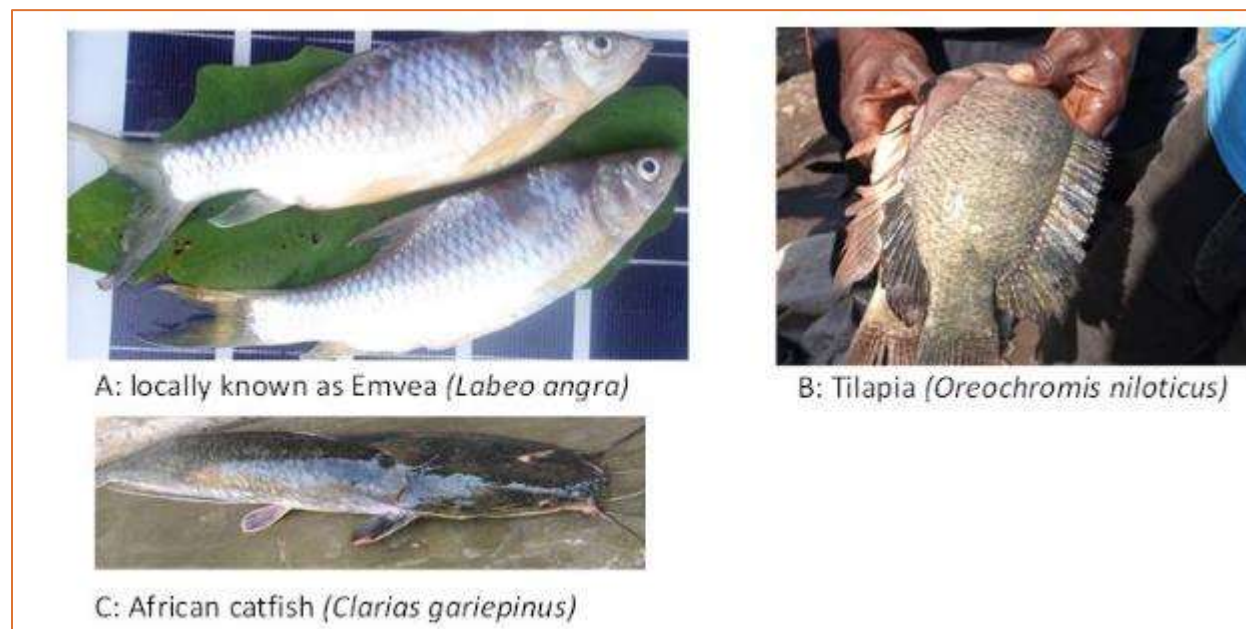 A: locally known as Emvea (Labeo angra)
B: Tilapia (Oreochromis niloticus)
C: African catfish (Clarias gariepinus)